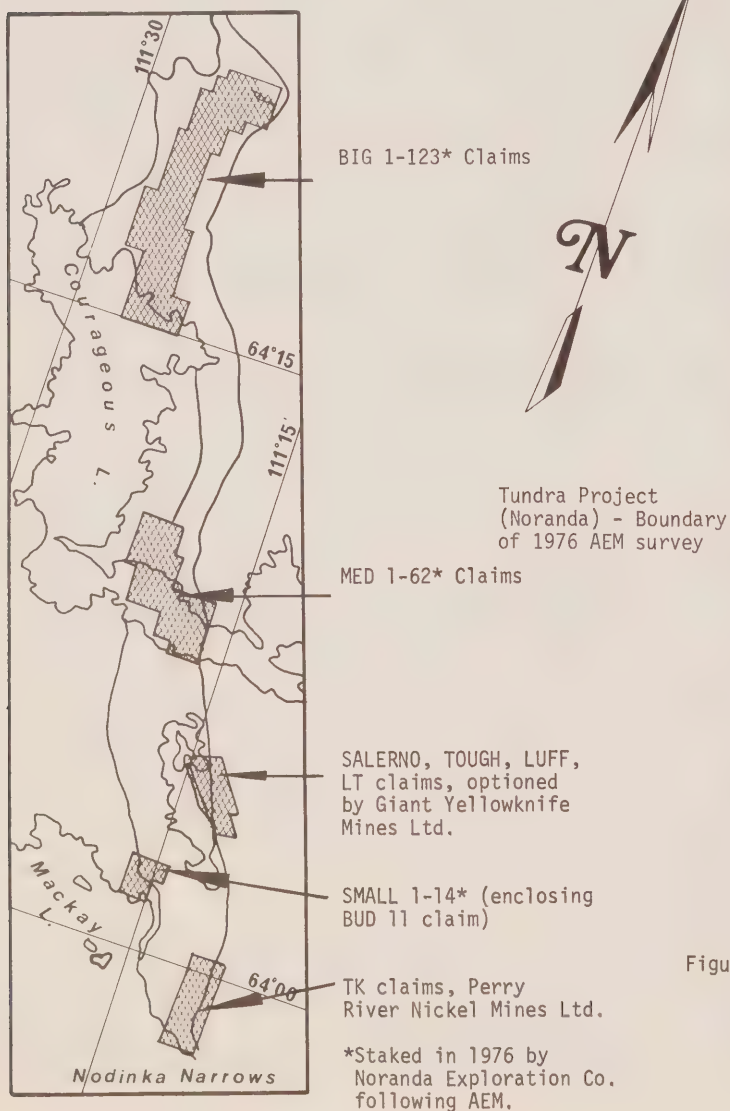 111°30
BIG 1-123* Claims
N
Courageous L.
64°15
111°15'
Tundra Project
(Noranda) - Boundary
of 1976 AEM survey
MED 1-62* Claims
SALERNO, TOUGH, LUFF,
LT claims, optioned
by Giant Yellowknife
Mines Ltd.
Mackay L.
SMALL 1-14* (enclosing
BUD 11 claim)
64°00
Figu
TK claims, Perry
River Nickel Mines Ltd.
Nodinka Narrows
*Staked in 1976 by
Noranda Exploration Co.
following AEM.